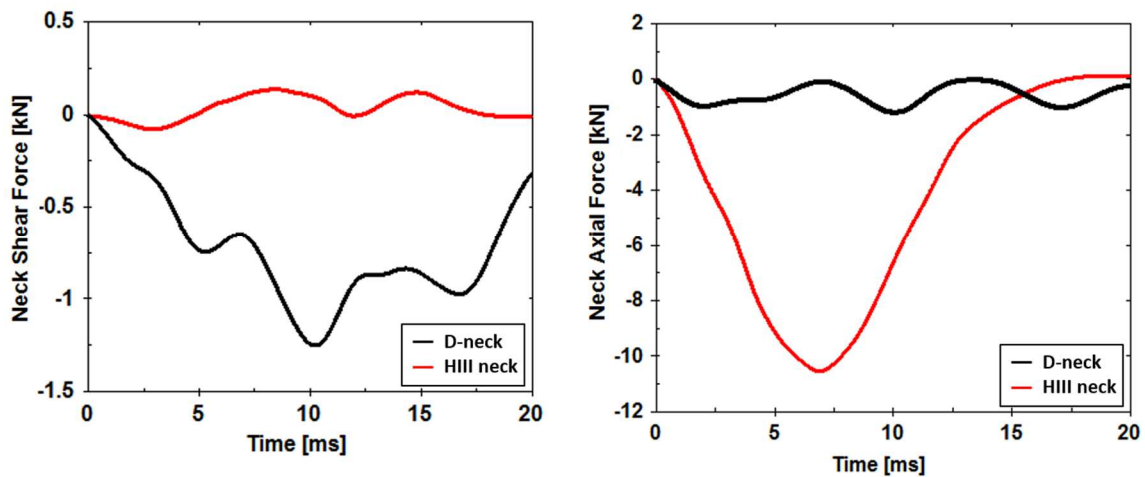 0.5
0
-0.5
-1
-1.5
Neck Shear Force [kN]
D-neck
HIII neck
0 5 10 15 20
Time [ms]
2
0
-2
-4
-6
-8
-10
-12
Neck Axial Force [kN]
D-neck
HIII neck
0 5 10 15 20
Time [ms]